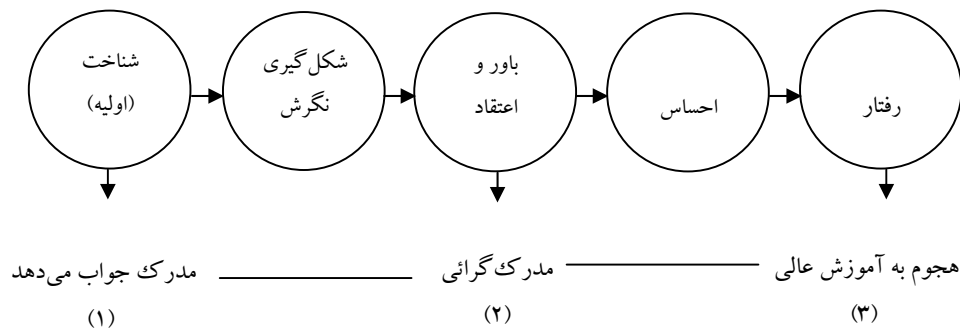 شناخت
(اولیه)
شکل‌گیری
نگرش
باور و
اعتقاد
احساس
رفتار
مدرک جواب می‌دهد
(۱)
مدرک‌گرائی
(۲)
هجوم به آموزش عالی
(۳)